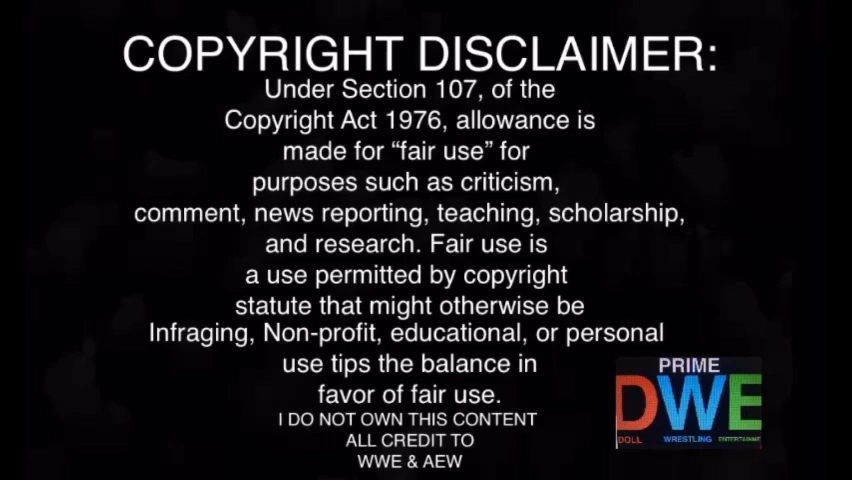 COPYRIGHT DISCLAIMER:
Under Section 107, of the
Copyright Act 1976, allowance is
made for “fair use” for
purposes such as criticism,
comment, news reporting, teaching, scholarship,
and research. Fair use is
a use permitted by copyright
statute that might otherwise be
Infraging, Non-profit, educational, or personal
use tips the balance in
favor of fair use.
I DO NOT OWN THIS CONTENT
ALL CREDIT TO
WWE & AEW
PRIME
DWE
DOLL WRESTLING